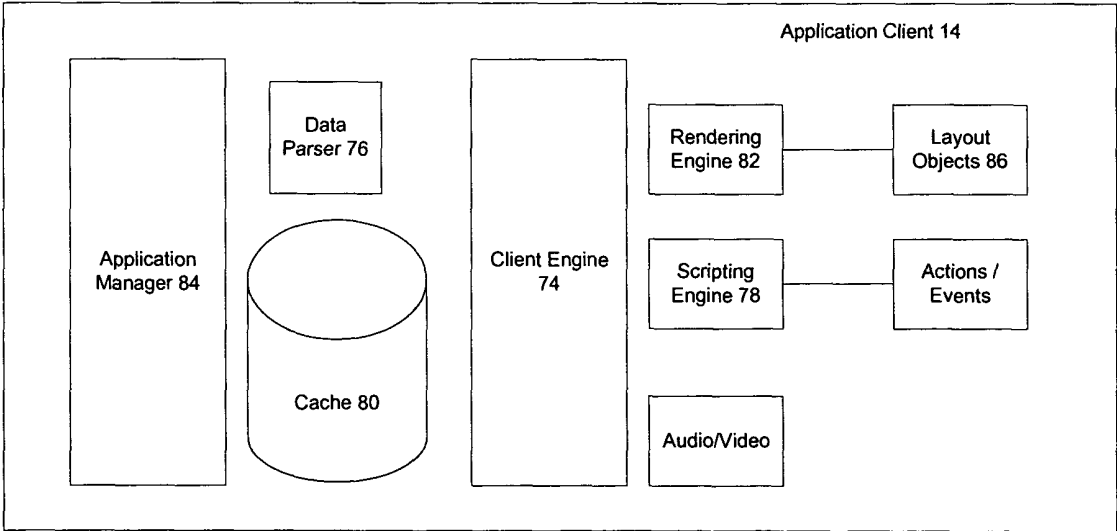 Application Client 14
Application
Manager 84
Data
Parser 76
Cache 80
Client Engine
74
Rendering
Engine 82
Layout
Objects 86
Scripting
Engine 78
Actions /
Events
Audio/Video